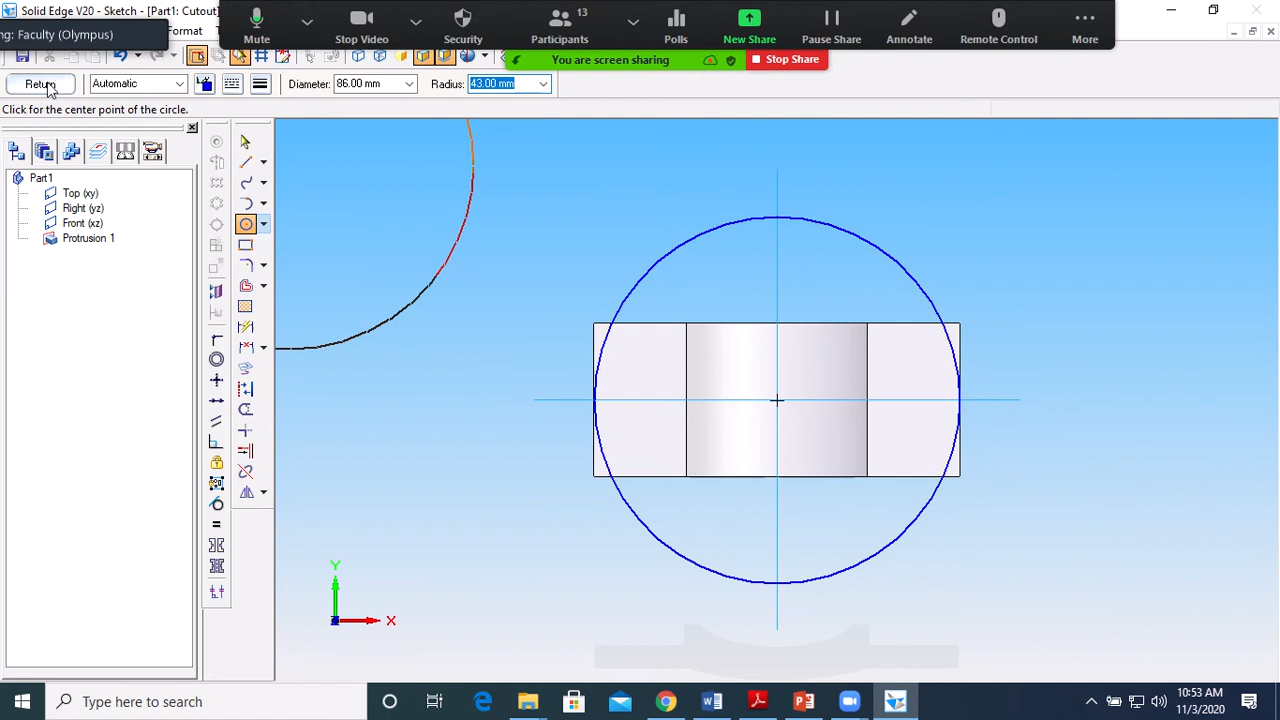 Solid Edge V20 - Sketch - [Part1: Cutout]
ng: Faculty (Olympus)
Format
Mute
Stop Video
Security
13
Participants
Polls
New Share
Pause Share
Annotate
Remote Control
More
You are screen sharing
Stop Share
Return
Automatic
Diameter: 86.00 mm
Radius: 43.00 mm
Click for the center point of the circle.
Part1
Top (xy)
Right (yz)
Front (xz)
Protrusion 1
Y
X
Type here to search
10:53 AM
11/3/2020